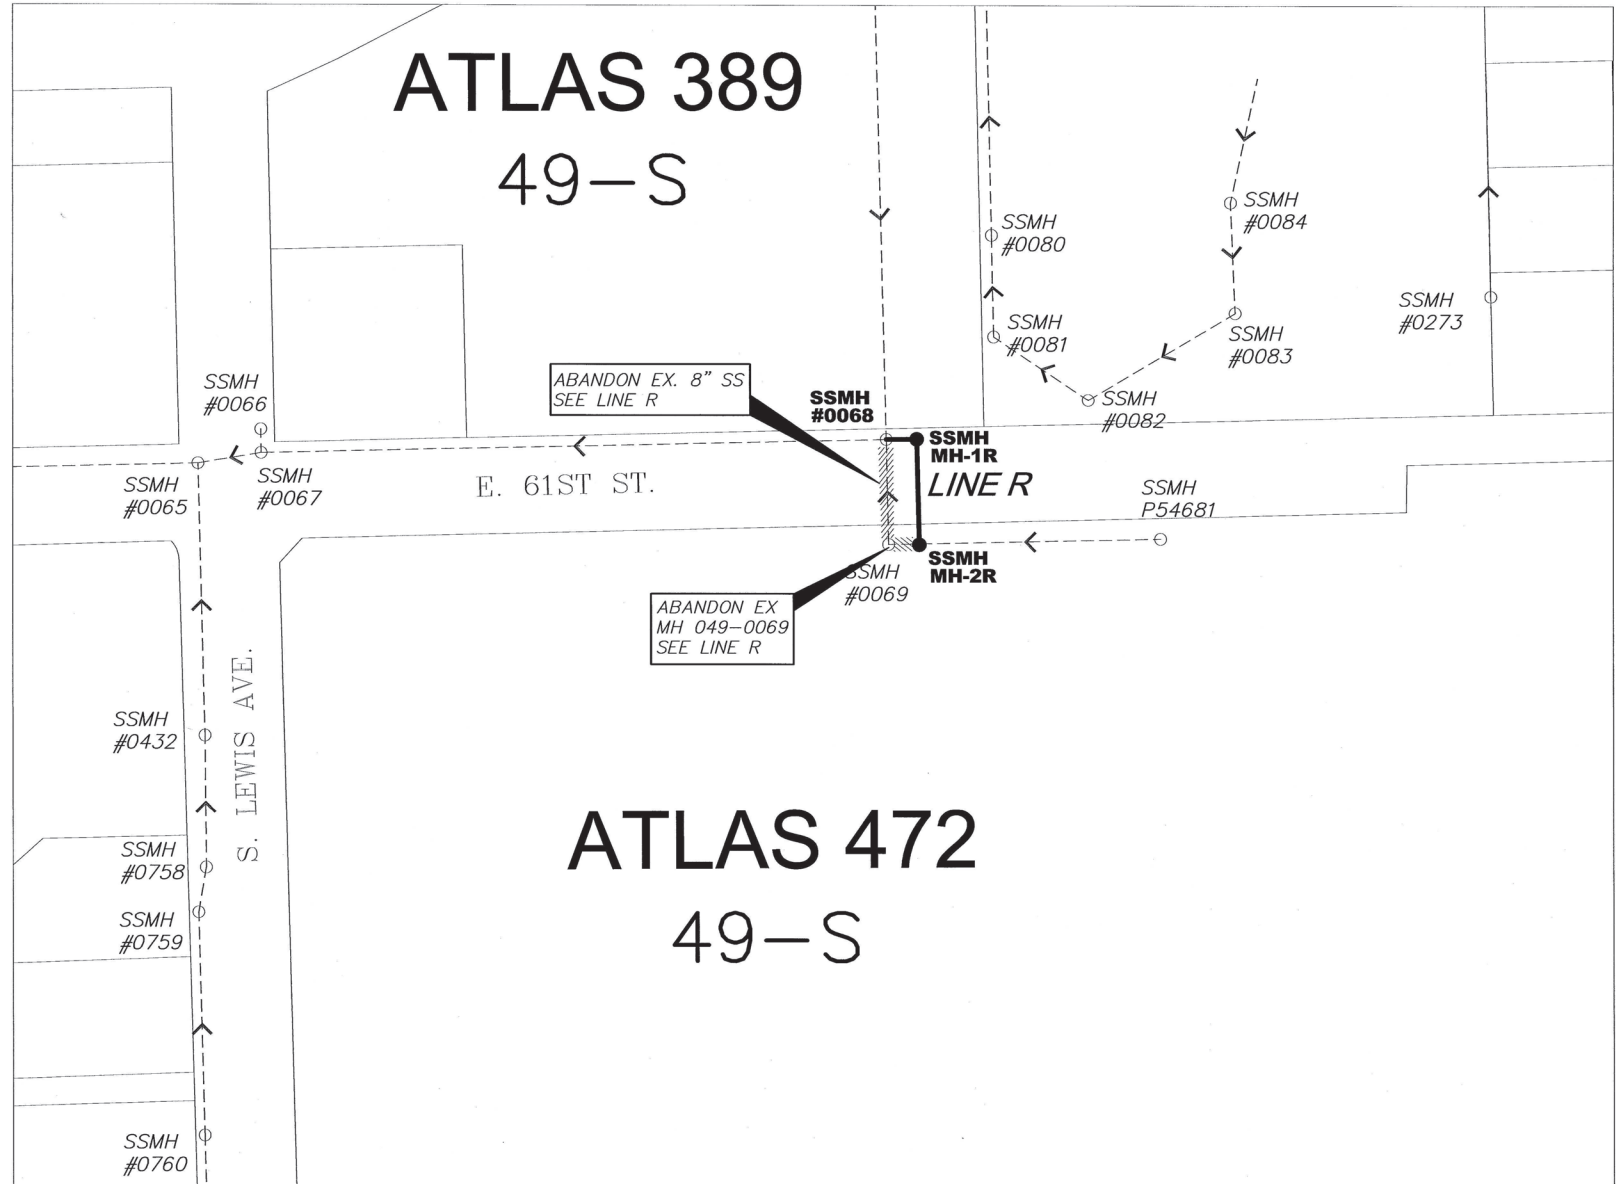 ATLAS 389
49-S
SSMH
#0084
SSMH
#0080
SSMH
#0273
SSMH
#0081
SSMH
#0083
SSMH
#0066
ABANDON EX. 8" SS
SEE LINE R
SSMH
#0068
SSMH
#0082
SSMH
MH-1R
LINE R
SSMH
#0065
SSMH
#0067
E. 61ST ST.
SSMH
P54681
SSMH
MH-2R
SSMH
#0069
ABANDON EX
MH 049-0069
SEE LINE R
S. LEWIS AVE.
SSMH
#0432
ATLAS 472
49-S
SSMH
#0758
SSMH
#0759
SSMH
#0760